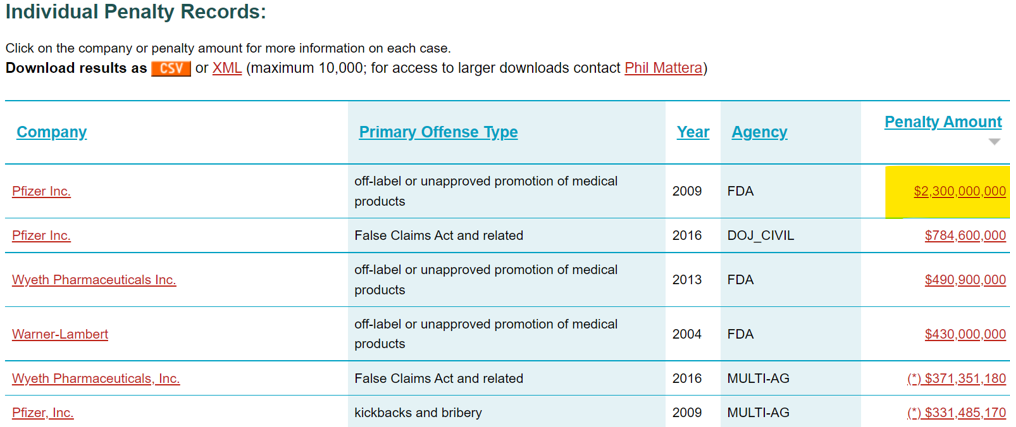 Individual Penalty Records:
Click on the company or penalty amount for more information on each case.
Download results as CSV or XML (maximum 10,000; for access to larger downloads contact Phil Mattera)
Company Primary Offense Type Year Agency Penalty Amount
Pfizer Inc. off-label or unapproved promotion of medical products 2009 FDA $2,300,000,000
Pfizer Inc. False Claims Act and related 2016 DOJ_CIVIL $784,600,000
Wyeth Pharmaceuticals Inc. off-label or unapproved promotion of medical products 2013 FDA $490,900,000
Warner-Lambert off-label or unapproved promotion of medical products 2004 FDA $430,000,000
Wyeth Pharmaceuticals, Inc. False Claims Act and related 2016 MULTI-AG (*) $371,351,180
Pfizer, Inc. kickbacks and bribery 2009 MULTI-AG (*) $331,485,170